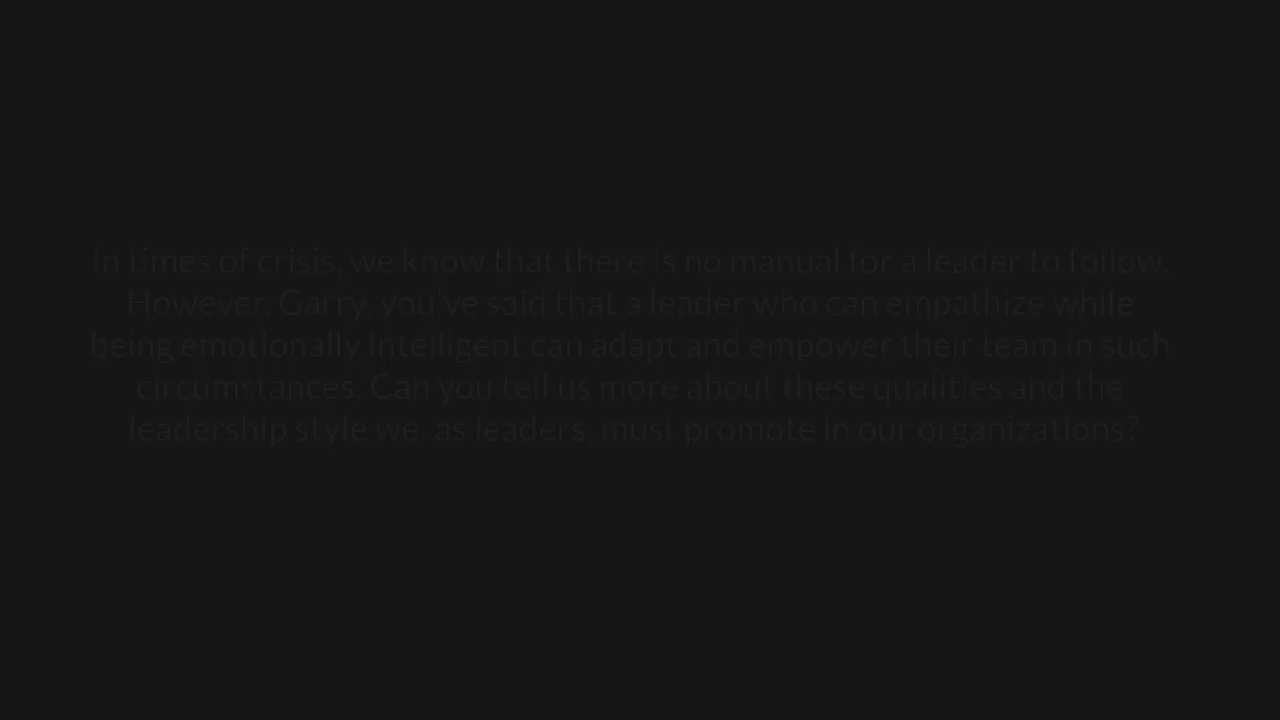 In times of crisis, we know that there is no manual for a leader to follow.
However, Garry, you've said that a leader who can empathize while
being emotionally intelligent can adapt and empower their team in such
circumstances. Can you tell us more about these qualities and the
leadership style we, as leaders, must promote in our organizations?